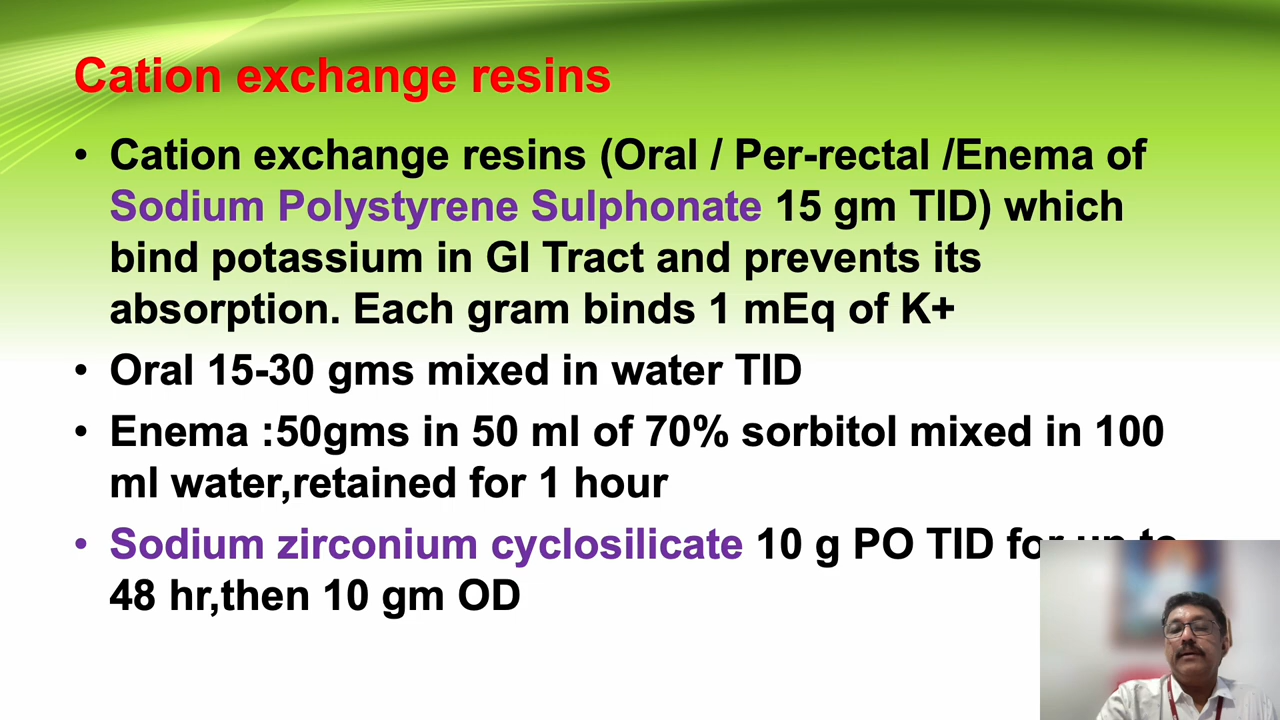 Cation exchange resins
• Cation exchange resins (Oral / Per-rectal /Enema of
Sodium Polystyrene Sulphonate 15 gm TID) which
bind potassium in GI Tract and prevents its
absorption. Each gram binds 1 mEq of K+
• Oral 15-30 gms mixed in water TID
• Enema :50gms in 50 ml of 70% sorbitol mixed in 100
ml water,retained for 1 hour
• Sodium zirconium cyclosilicate 10 g PO TID for up to
48 hr,then 10 gm OD